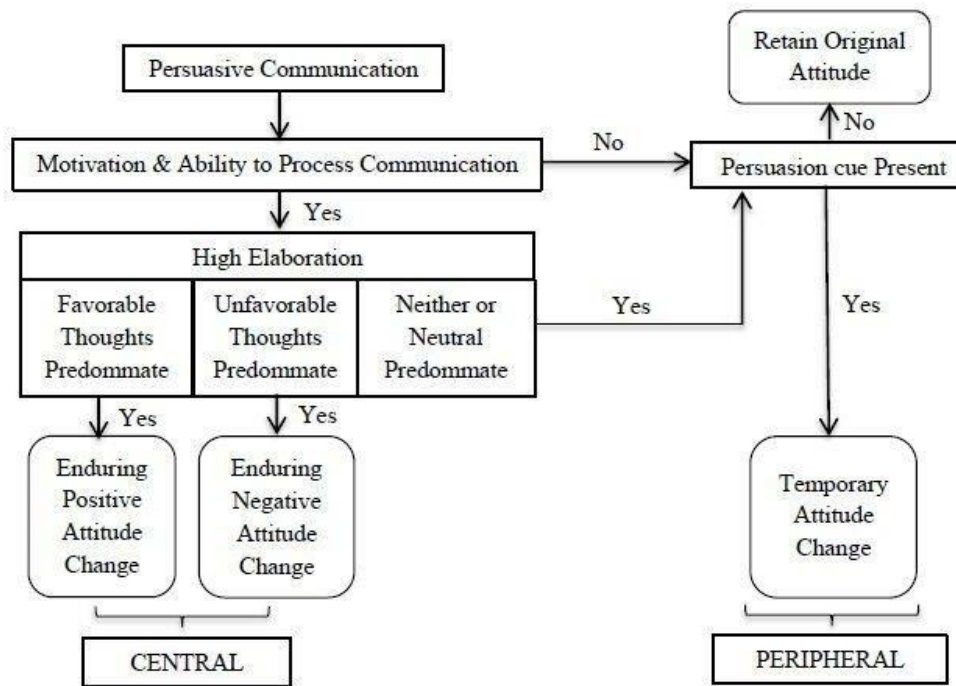 Retain Original
Attitude
Persuasive Communication
No
Motivation & Ability to Process Communication
No
Persuasion cue Present
Yes
High Elaboration
Favorable
Thoughts
Predommate
Unfavorable
Thoughts
Predommate
Neither or
Neutral
Predommate
Yes
Yes
Yes
Yes
Enduring
Positive
Attitude
Change
Enduring
Negative
Attitude
Change
Temporary
Attitude
Change
CENTRAL
PERIPHERAL